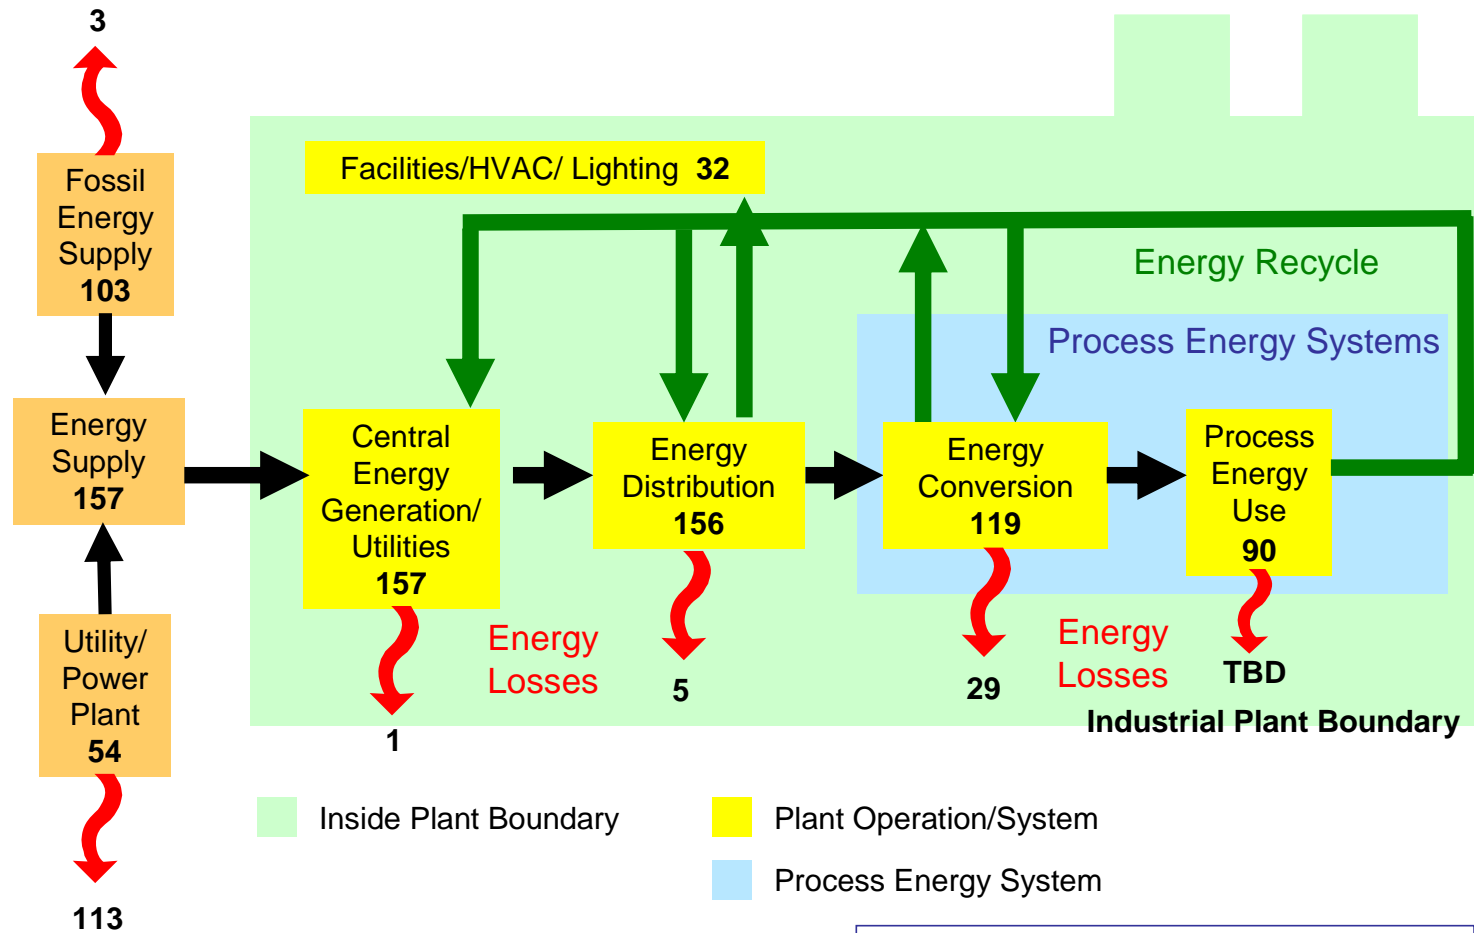 3
Fossil
Energy
Supply
103
Energy
Supply
157
Utility/
Power
Plant
54
113
Facilities/HVAC/ Lighting 32
Energy Recycle
Process Energy Systems
Central
Energy
Generation/
Utilities
157
Energy
Distribution
156
Energy
Conversion
119
Process
Energy
Use
90
Energy
Losses
1
5
29
Energy
Losses
TBD
Industrial Plant Boundary
Inside Plant Boundary
Plant Operation/System
Process Energy System